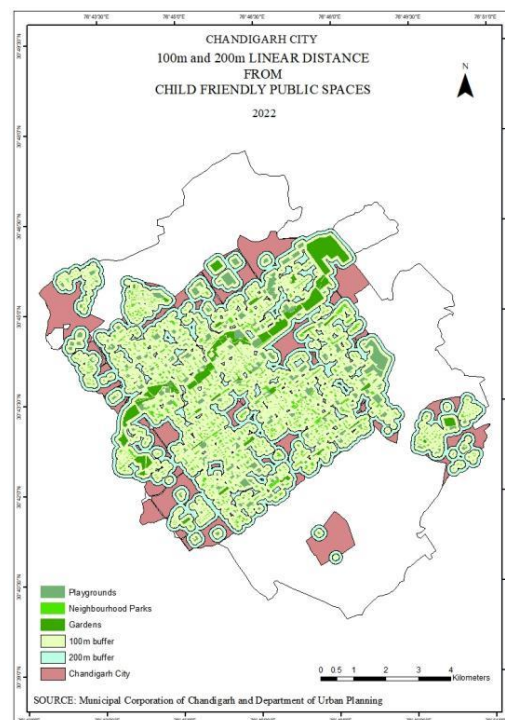 CHANDIGARH CITY
100m and 200m LINEAR DISTANCE
FROM
CHILD FRIENDLY PUBLIC SPACES
2022
N
Playgrounds
Neighbourhood Parks
Gardens
100m buffer
200m buffer
Chandigarh City
0 0.5 1 2 3 4
Kilometers
SOURCE: Municipal Corporation of Chandigarh and Department of Urban Planning